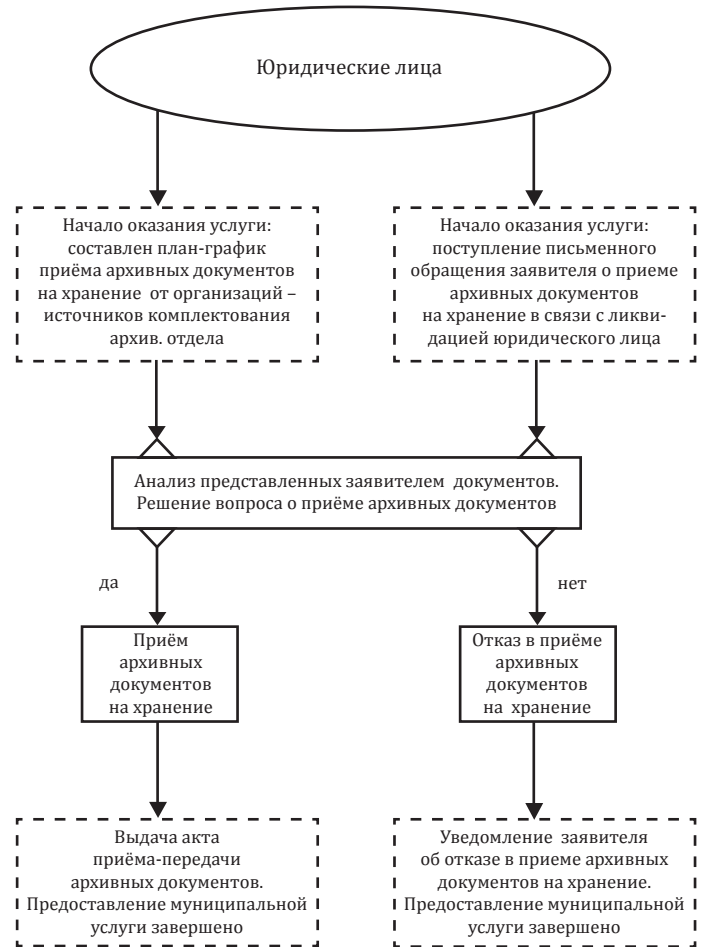 Юридические лица
Начало оказания услуги:
составлен план-график
приёма архивных документов
на хранение от организаций –
источников комплектования
архив. отдела
Начало оказания услуги:
поступление письменного
обращения заявителя о приеме
архивных документов
на хранение в связи с ликви-
дацией юридического лица
Анализ представленных заявителем документов.
Решение вопроса о приёме архивных документов
да
нет
Приём
архивных
документов
на хранение
Отказ в приёме
архивных
документов
на хранение
Выдача акта
приёма-передачи
архивных документов.
Предоставление муниципальной
услуги завершено
Уведомление заявителя
об отказе в приеме архивных
документов на хранение.
Предоставление муниципальной
услуги завершено